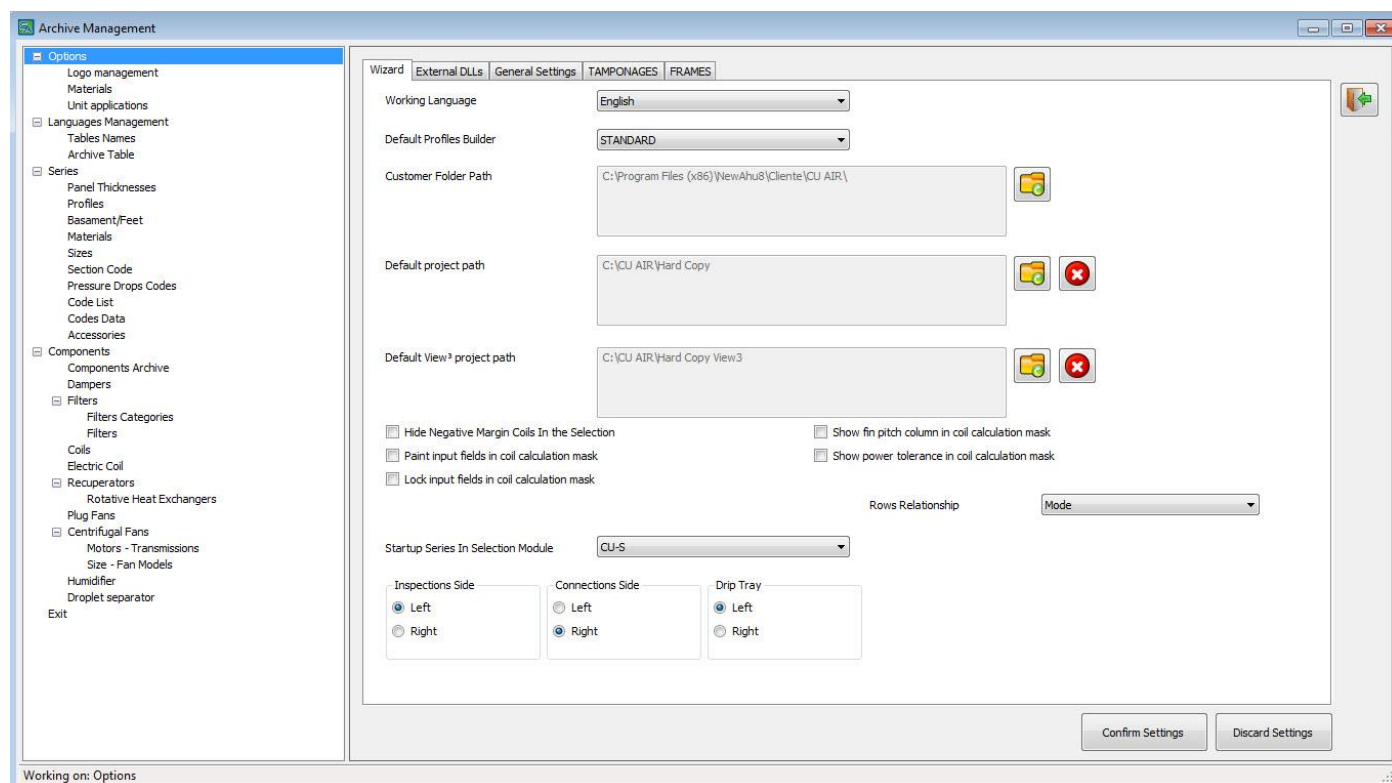 Archive Management
Options
Logo management
Materials
Unit applications
Languages Management
Tables Names
Archive Table
Series
Panel Thicknesses
Profiles
Basament/Feet
Materials
Sizes
Section Code
Pressure Drops Codes
Code List
Codes Data
Accessories
Components
Components Archive
Dampers
Filters
Filters Categories
Filters
Coils
Electric Coil
Recuperators
Rotative Heat Exchangers
Plug Fans
Centrifugal Fans
Motors - Transmissions
Size - Fan Models
Humidifier
Droplet separator
Exit
Wizard External DLLs General Settings TAMPONAGES FRAMES
Working Language English
Default Profiles Builder STANDARD
Customer Folder Path C:\Program Files (x86)\NewAhu8\Cliente\CU AIR\
Default project path C:\CU AIR\Hard Copy
Default View³ project path C:\CU AIR\Hard Copy View3
Hide Negative Margin Coils In the Selection Show fin pitch column in coil calculation mask
Paint input fields in coil calculation mask Show power tolerance in coil calculation mask
Lock input fields in coil calculation mask
Rows Relationship Mode
Startup Series In Selection Module CU-S
Inspections Side Connections Side Drip Tray
Left Left Left
Right Right Right
Confirm Settings Discard Settings
Working on: Options